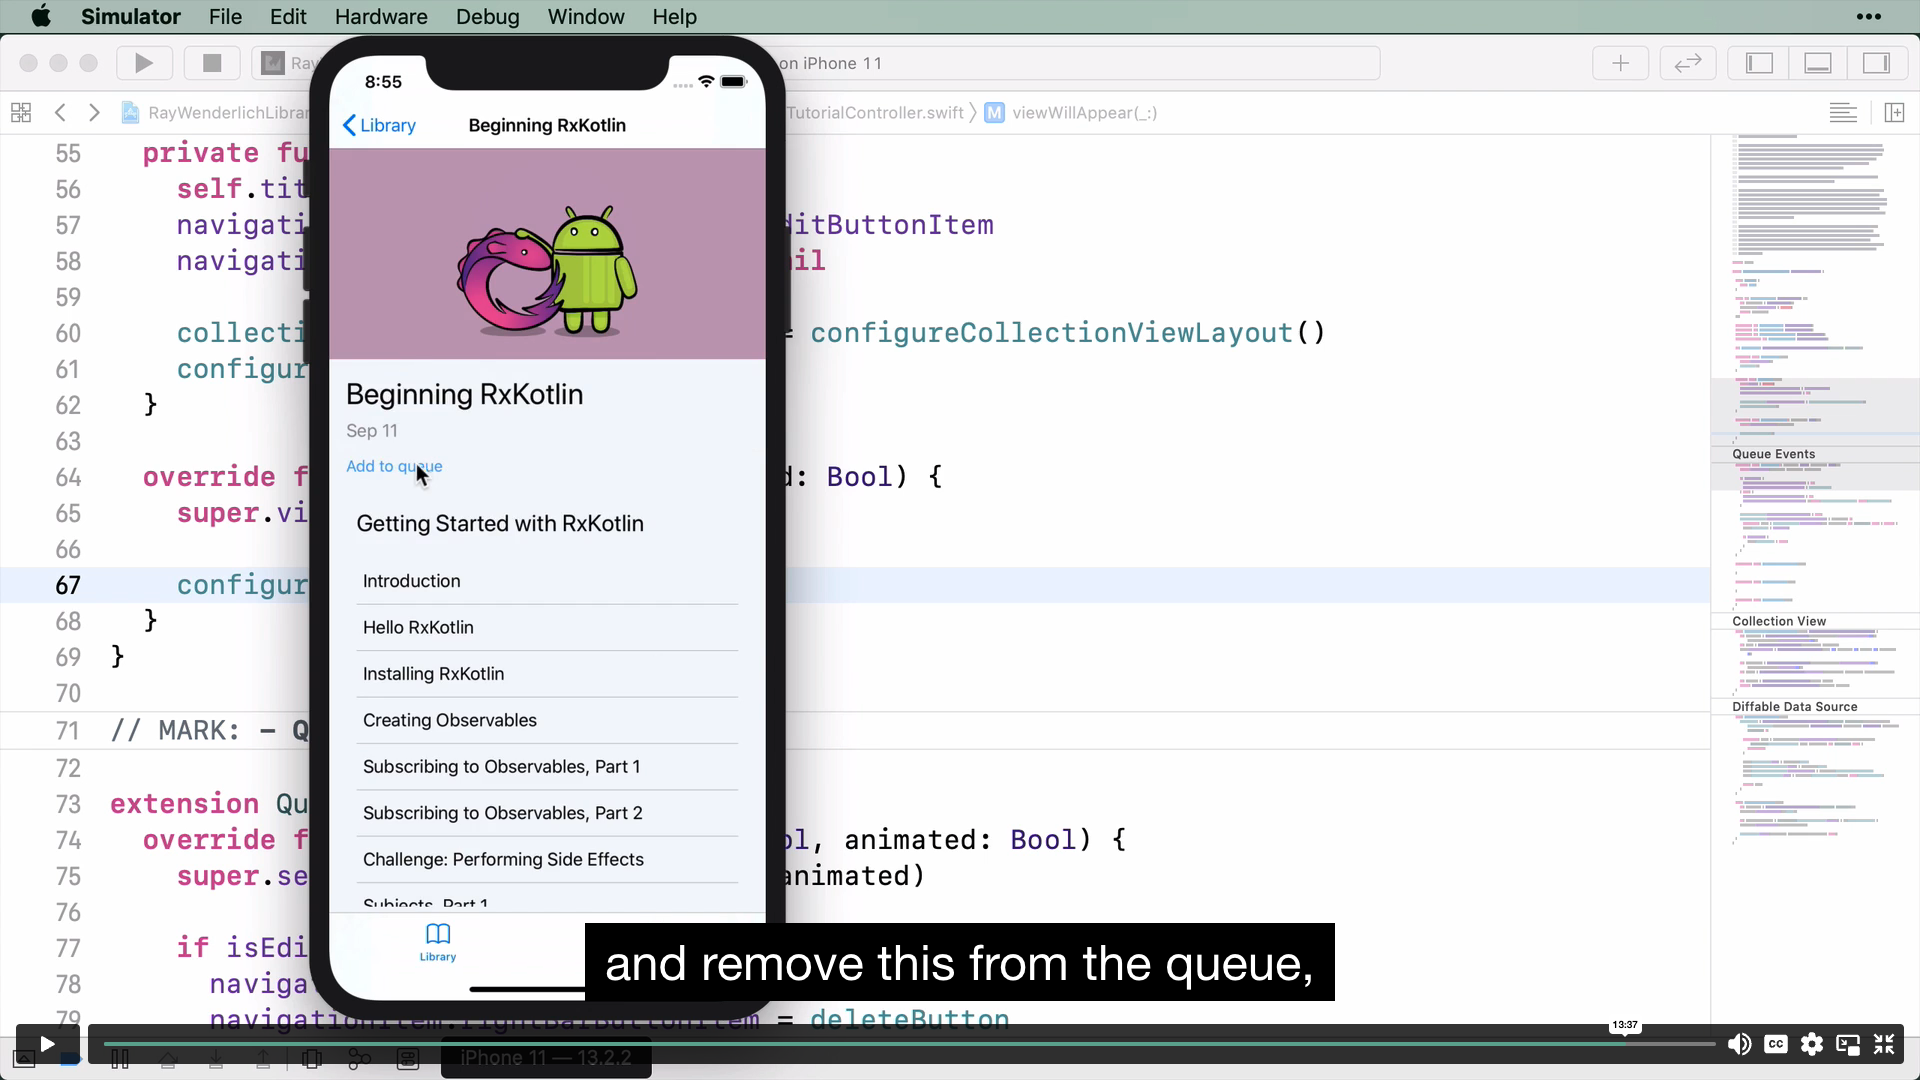 Simulator File Edit Hardware Debug Window Help
Ray
on iPhone 11
RayWenderlichLibrar
TutorialController.swift
M viewWillAppear(_:)
8:55
Library Beginning RxKotlin
Beginning RxKotlin
Sep 11
Add to queue
Getting Started with RxKotlin
Introduction
Hello RxKotlin
Installing RxKotlin
Creating Observables
Subscribing to Observables, Part 1
Subscribing to Observables, Part 2
Challenge: Performing Side Effects
Subjects, Part 1
Library
55 private fu
56 self.tit
57 navigati ditButtonItem
58 navigati il
59
60 collecti = configureCollectionViewLayout()
61 configur
62 }
63
64 override f d: Bool) {
65 super.vi
66
67 configur
68 }
69 }
70
71 // MARK: - Q
72
73 extension Qu
74 override f ol, animated: Bool) {
75 super.se animated)
76
77 if isEdi
78 naviga
79 navigationItem.rightBarButtonItem = deleteButton
Queue Events
Collection View
Diffable Data Source
and remove this from the queue,
13:37
CC
iPhone 11 — 13.2.2